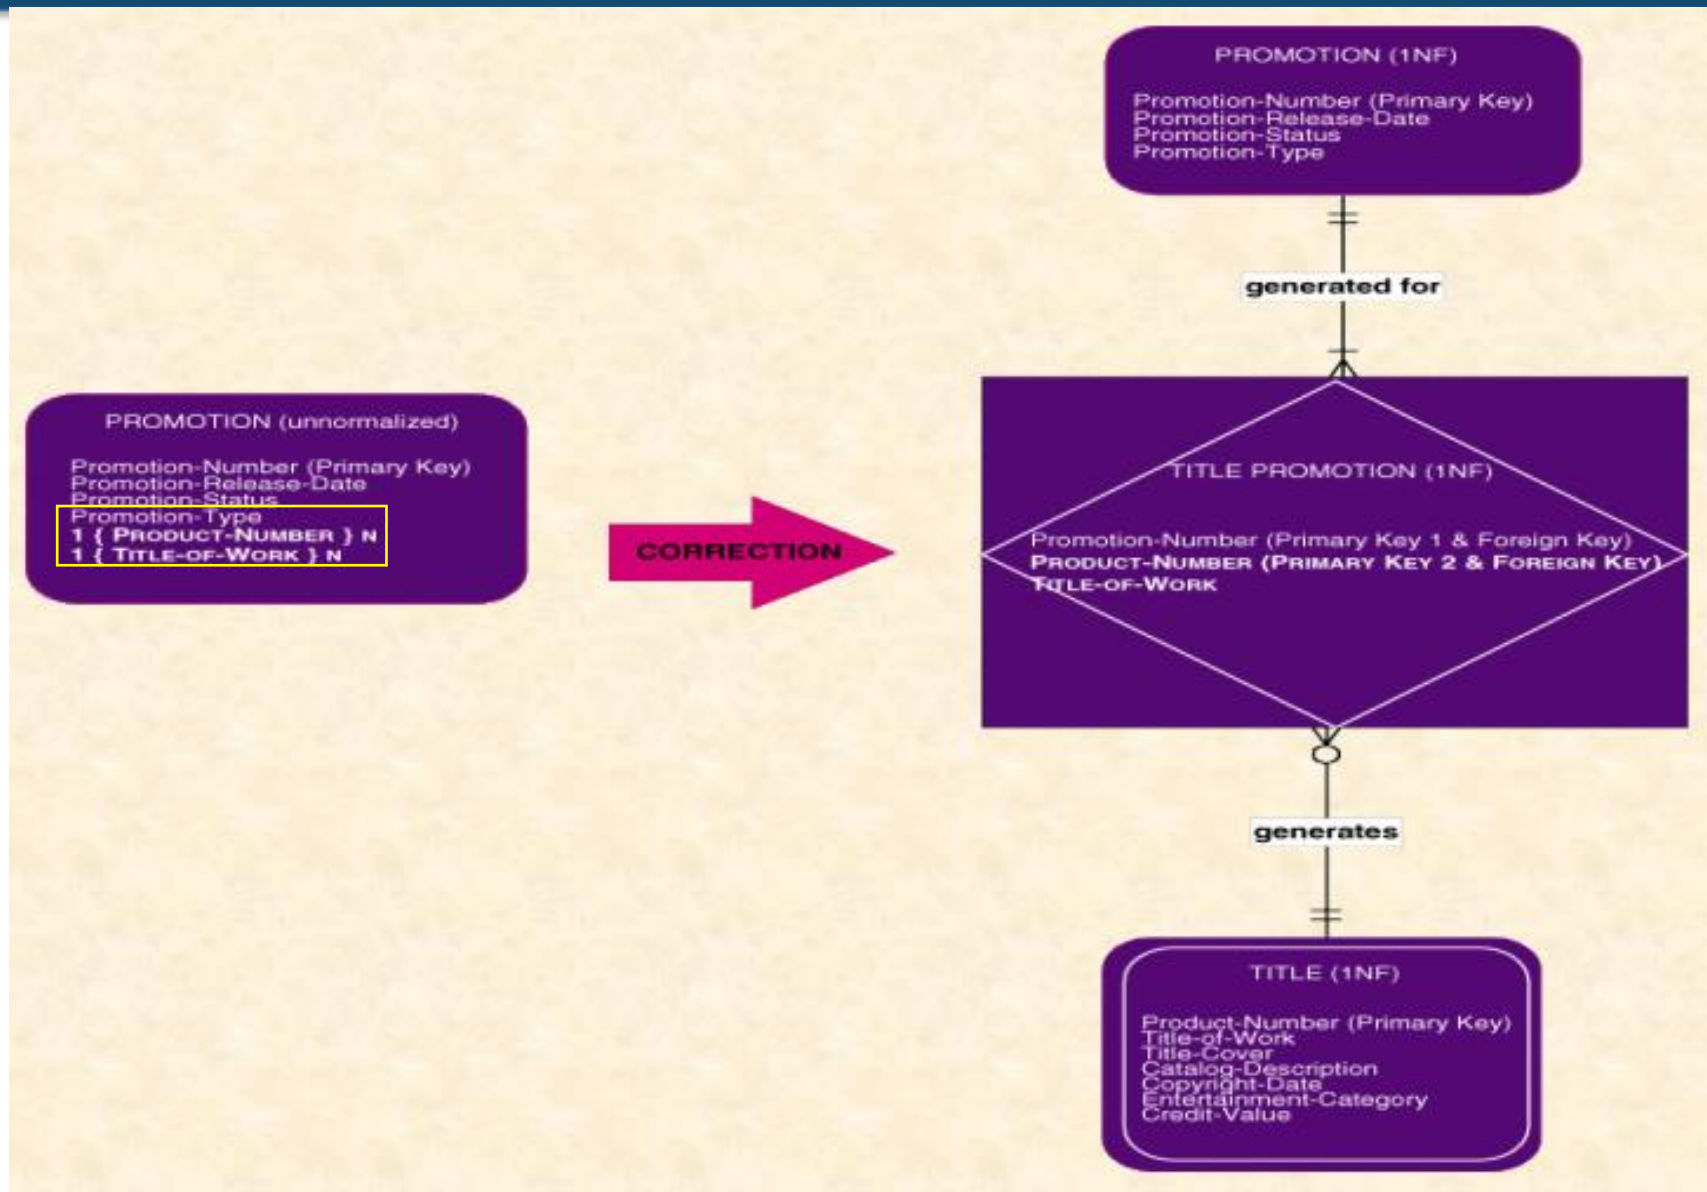 PROMOTION (unnormalized)
Promotion-Number (Primary Key)
Promotion-Release-Date
Promotion-Status
Promotion-Type
1 { PRODUCT-NUMBER } N
1 { TITLE-OF-WORK } N
CORRECTION
PROMOTION (1NF)
Promotion-Number (Primary Key)
Promotion-Release-Date
Promotion-Status
Promotion-Type
generated for
TITLE PROMOTION (1NF)
Promotion-Number (Primary Key 1 & Foreign Key)
PRODUCT-NUMBER (PRIMARY KEY 2 & FOREIGN KEY)
TITLE-OF-WORK
generates
TITLE (1NF)
Product-Number (Primary Key)
Title-of-Work
Title-Cover
Catalog-Description
Copyright-Date
Entertainment-Category
Credit-Value